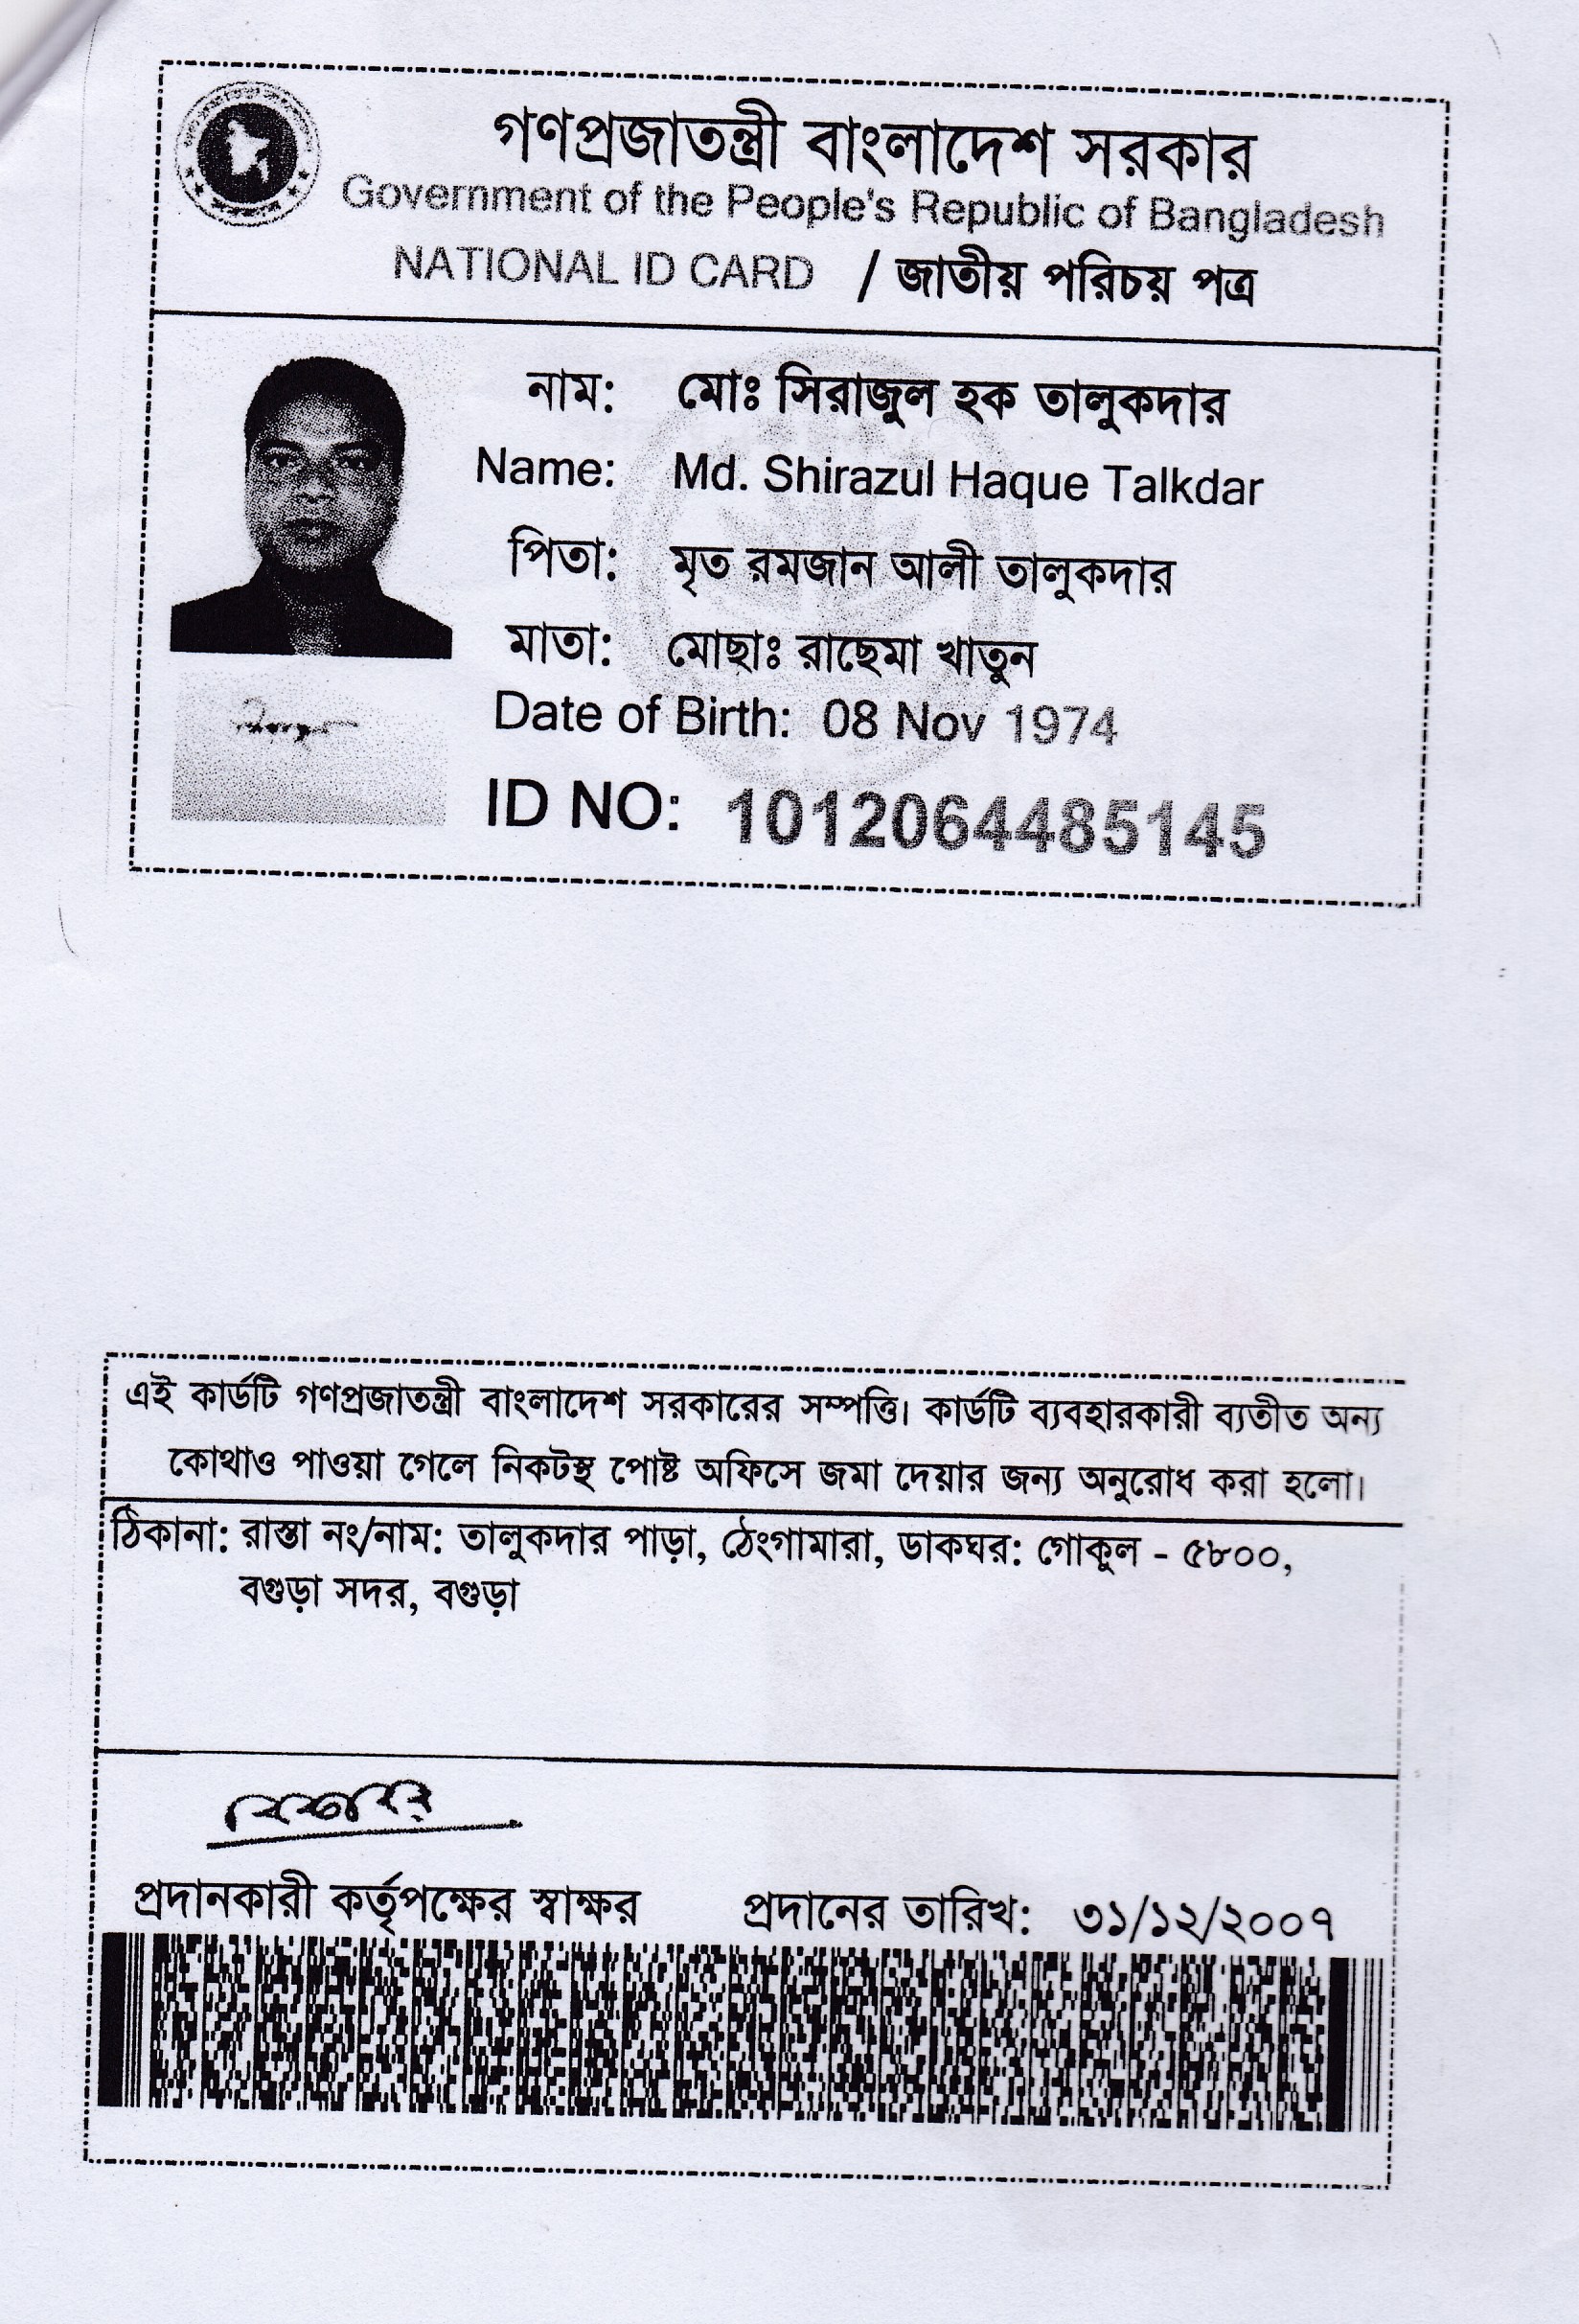 গণপ্রজাতন্ত্রী বাংলাদেশ সরকার
Government of the People's Republic of Bangladesh
NATIONAL ID CARD / জাতীয় পরিচয় পত্র
নাম: মোঃ সিরাজুল হক তালুকদার
Name: Md. Shirazul Haque Talkdar
পিতা: মৃত রমজান আলী তালুকদার
মাতা: মোছাঃ রাছেমা খাতুন
Date of Birth: 08 Nov 1974
ID NO: 1012064485145
এই কার্ডটি গণপ্রজাতন্ত্রী বাংলাদেশ সরকারের সম্পত্তি। কার্ডটি ব্যবহারকারী ব্যতীত অন্য
কোথাও পাওয়া গেলে নিকটস্থ পোষ্ট অফিসে জমা দেয়ার জন্য অনুরোধ করা হলো।
ঠিকানা: রাস্তা নং/নাম: তালুকদার পাড়া, ঠেংগামারা, ডাকঘর: গোকুল - ৫৮০০,
বগুড়া সদর, বগুড়া
প্রদানকারী কর্তৃপক্ষের স্বাক্ষর প্রদানের তারিখ: ৩১/১২/২০০৭